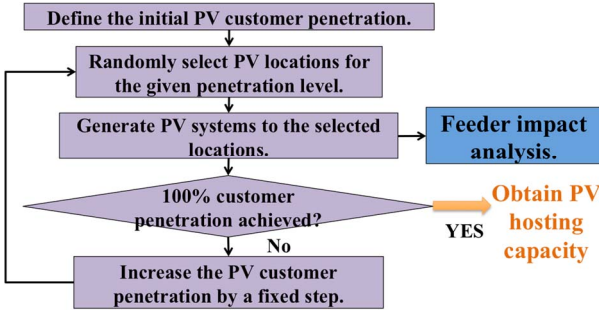 Define the initial PV customer penetration.
Randomly select PV locations for
the given penetration level.
Generate PV systems to the selected
locations.
Feeder impact
analysis.
100% customer
penetration achieved?
YES
Obtain PV
hosting
capacity
No
Increase the PV customer
penetration by a fixed step.